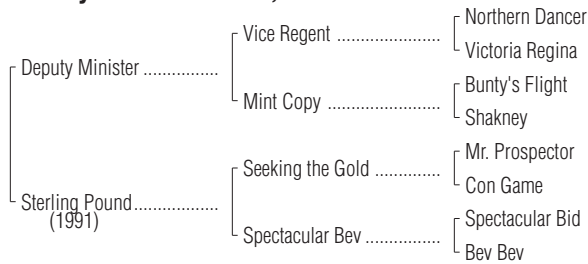 Northern Dancer
Vice Regent ..................
Victoria Regina
Deputy Minister ...............
Bunty's Flight
Mint Copy ....................
Shakney
Mr. Prospector
Seeking the Gold .............
Con Game
Sterling Pound ................
(1991)
Spectacular Bid
Spectacular Bev ...............
Bev Bev